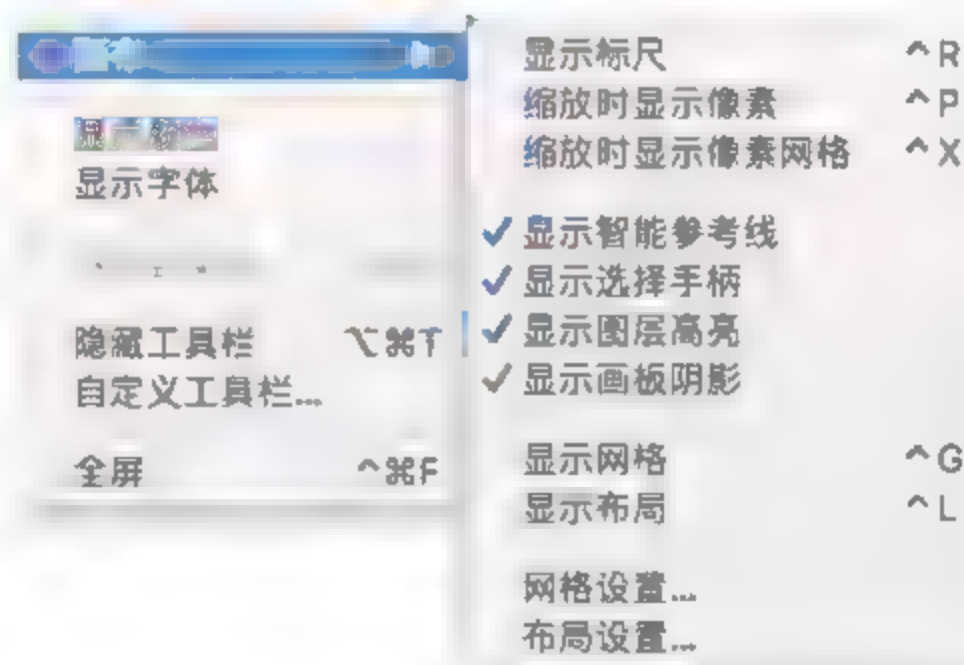 显示字体
隐藏工具栏 ⌥⌘T
自定义工具栏...
全屏 ^⌘F
显示标尺 ^R
缩放时显示像素 ^P
缩放时显示像素网格 ^X
✓ 显示智能参考线
✓ 显示选择手柄
✓ 显示图层高亮
✓ 显示画板阴影
显示网格 ^G
显示布局 ^L
网格设置...
布局设置...